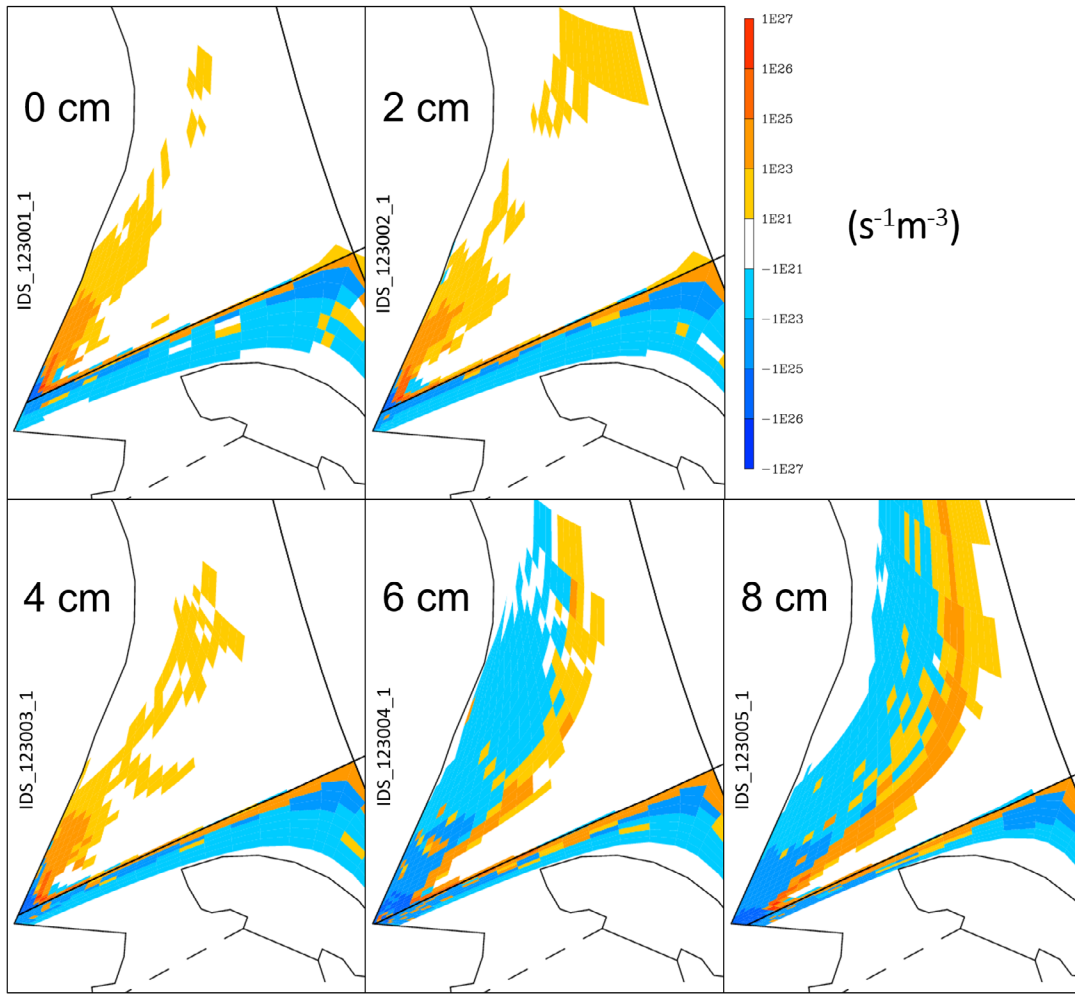 0 cm
IDS_123001_1
2 cm
IDS_123002_1
1E27
1E26
1E25
1E23
1E21
-1E21
-1E23
-1E25
-1E26
-1E27
(s⁻¹m⁻³)
4 cm
IDS_123003_1
6 cm
IDS_123004_1
8 cm
IDS_123005_1